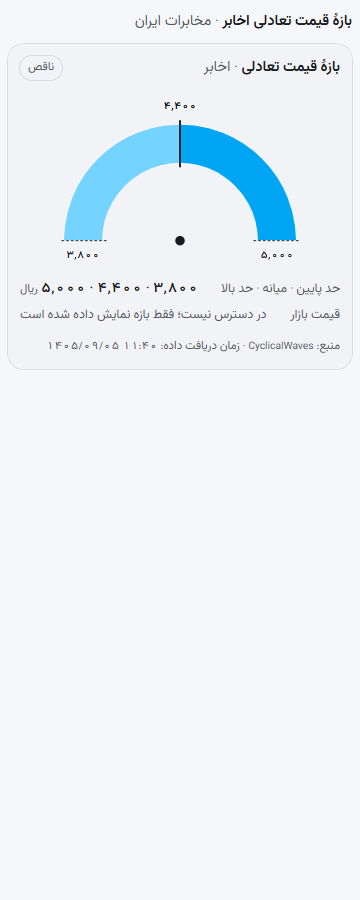 بازهٔ قیمت تعادلی اخابر · مخابرات ایران
بازهٔ قیمت تعادلی · اخابر
ناقص
۴٬۴۰۰
۳٬۸۰۰
۵٬۰۰۰
حد پایین · میانه · حد بالا
۳٬۸۰۰ · ۴٬۴۰۰ · ۵٬۰۰۰ ریال
قیمت بازار
در دسترس نیست؛ فقط بازه نمایش داده شده است
منبع: CyclicalWaves · زمان دریافت داده: ۱۴۰۵/۰۹/۰۵ ۱۱:۴۰